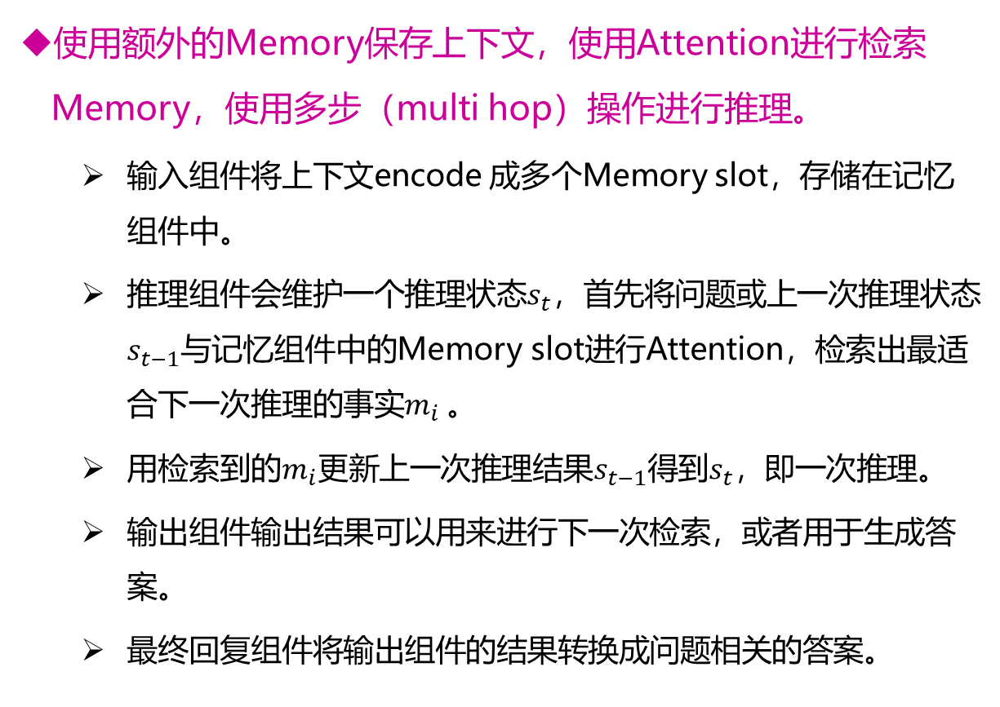 ◆使用额外的Memory保存上下文，使用Attention进行检索
Memory，使用多步（multi hop）操作进行推理。
➢ 输入组件将上下文encode 成多个Memory slot，存储在记忆
组件中。
➢ 推理组件会维护一个推理状态$s_t$，首先将问题或上一次推理状态
$s_{t-1}$与记忆组件中的Memory slot进行Attention，检索出最适
合下一次推理的事实$m_i$ 。
➢ 用检索到的$m_i$更新上一次推理结果$s_{t-1}$得到$s_t$，即一次推理。
➢ 输出组件输出结果可以用来进行下一次检索，或者用于生成答
案。
➢ 最终回复组件将输出组件的结果转换成问题相关的答案。